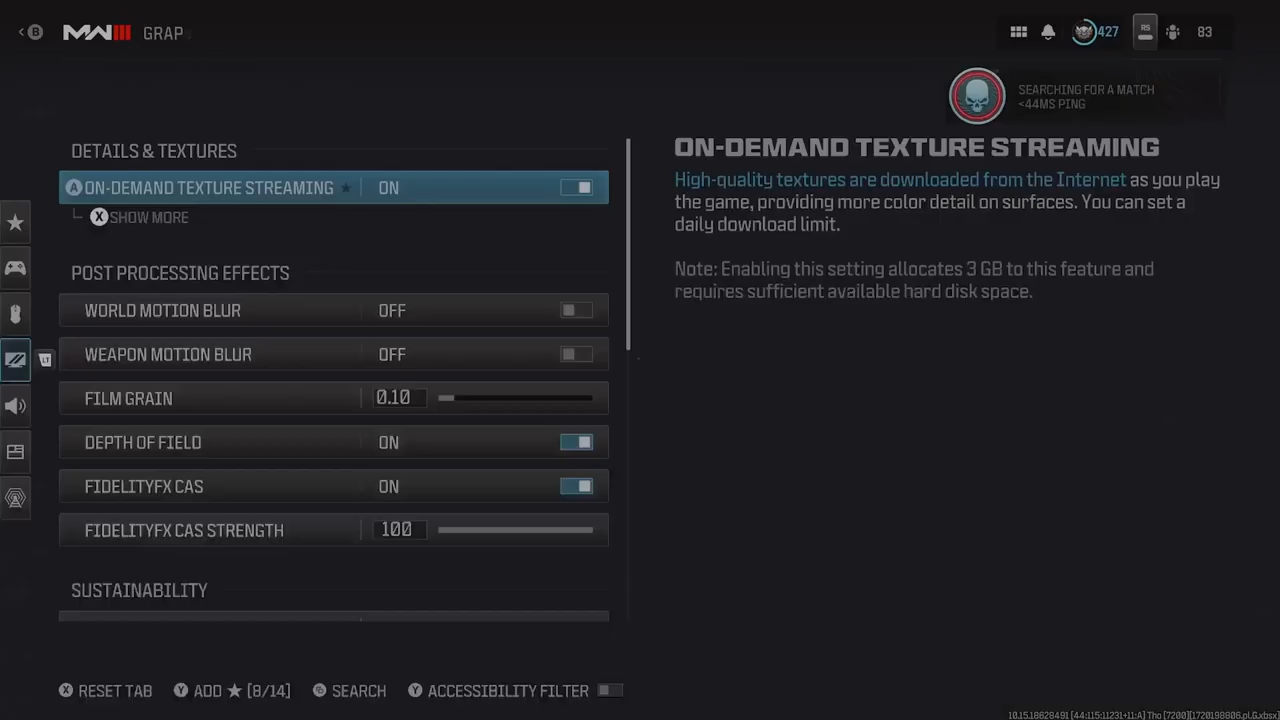 B MWIII GRAP
427 RS 83
SEARCHING FOR A MATCH
<44MS PING
DETAILS & TEXTURES
A ON-DEMAND TEXTURE STREAMING ★ ON
X SHOW MORE
POST PROCESSING EFFECTS
WORLD MOTION BLUR OFF
LT
WEAPON MOTION BLUR OFF
FILM GRAIN 0.10
DEPTH OF FIELD ON
FIDELITYFX CAS ON
FIDELITYFX CAS STRENGTH 100
SUSTAINABILITY
ON-DEMAND TEXTURE STREAMING
High-quality textures are downloaded from the Internet as you play
the game, providing more color detail on surfaces. You can set a
daily download limit.
Note: Enabling this setting allocates 3 GB to this feature and
requires sufficient available hard disk space.
X RESET TAB Y ADD ★ [8/14] SEARCH Y ACCESSIBILITY FILTER